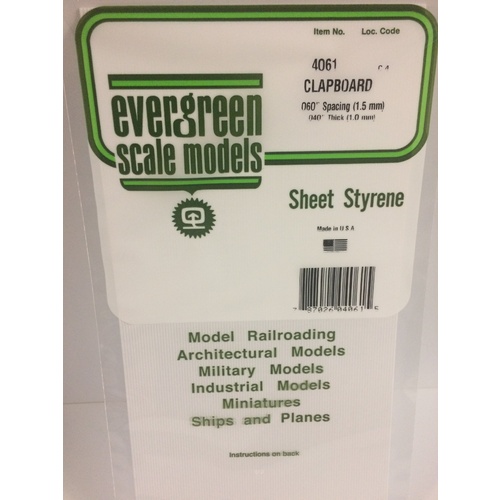 Item No. Loc. Code
4061
CLAPBOARD
.060" Spacing (1.5 mm)
.040" Thick (1.0 mm)
evergreen
scale models
Sheet Styrene
Made in U S A
Model Railroading
Architectural Models
Military Models
Industrial Models
Miniatures
Ships and Planes
Instructions on back